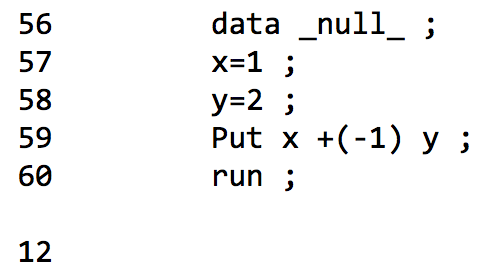 56 data _null_ ;
57 x=1 ;
58 y=2 ;
59 Put x +(-1) y ;
60 run ;
12